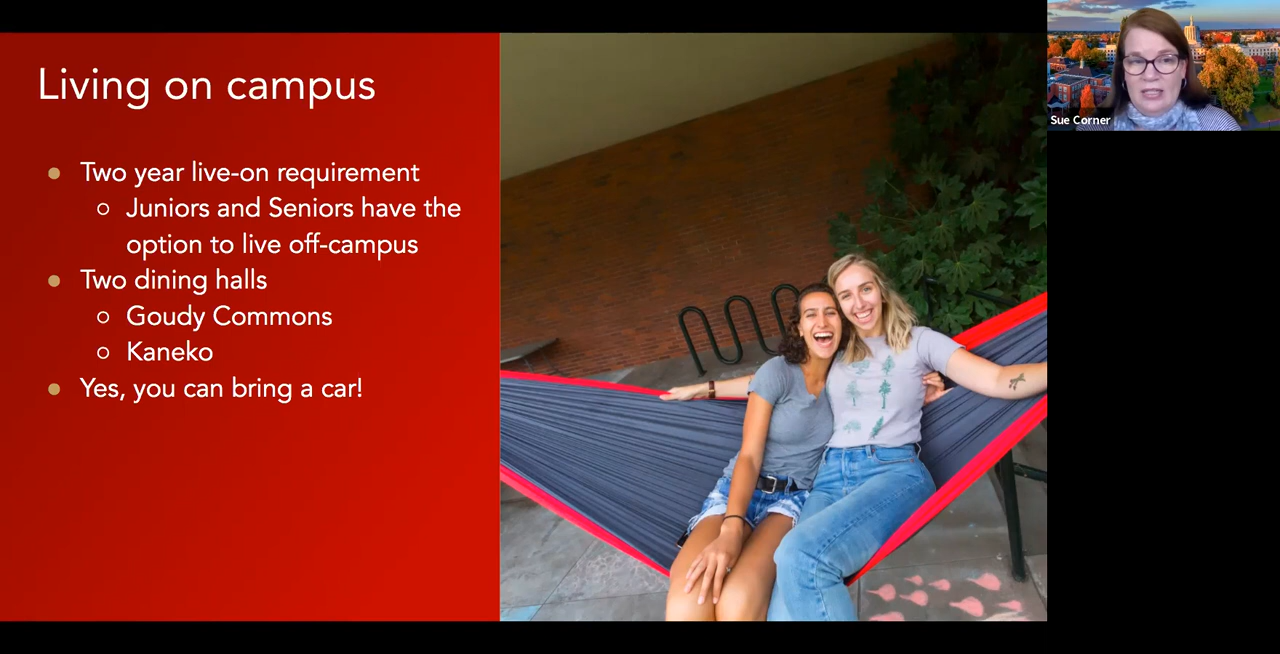 Living on campus
Two year live-on requirement
Juniors and Seniors have the
option to live off-campus
Two dining halls
Goudy Commons
Kaneko
Yes, you can bring a car!
Sue Corner